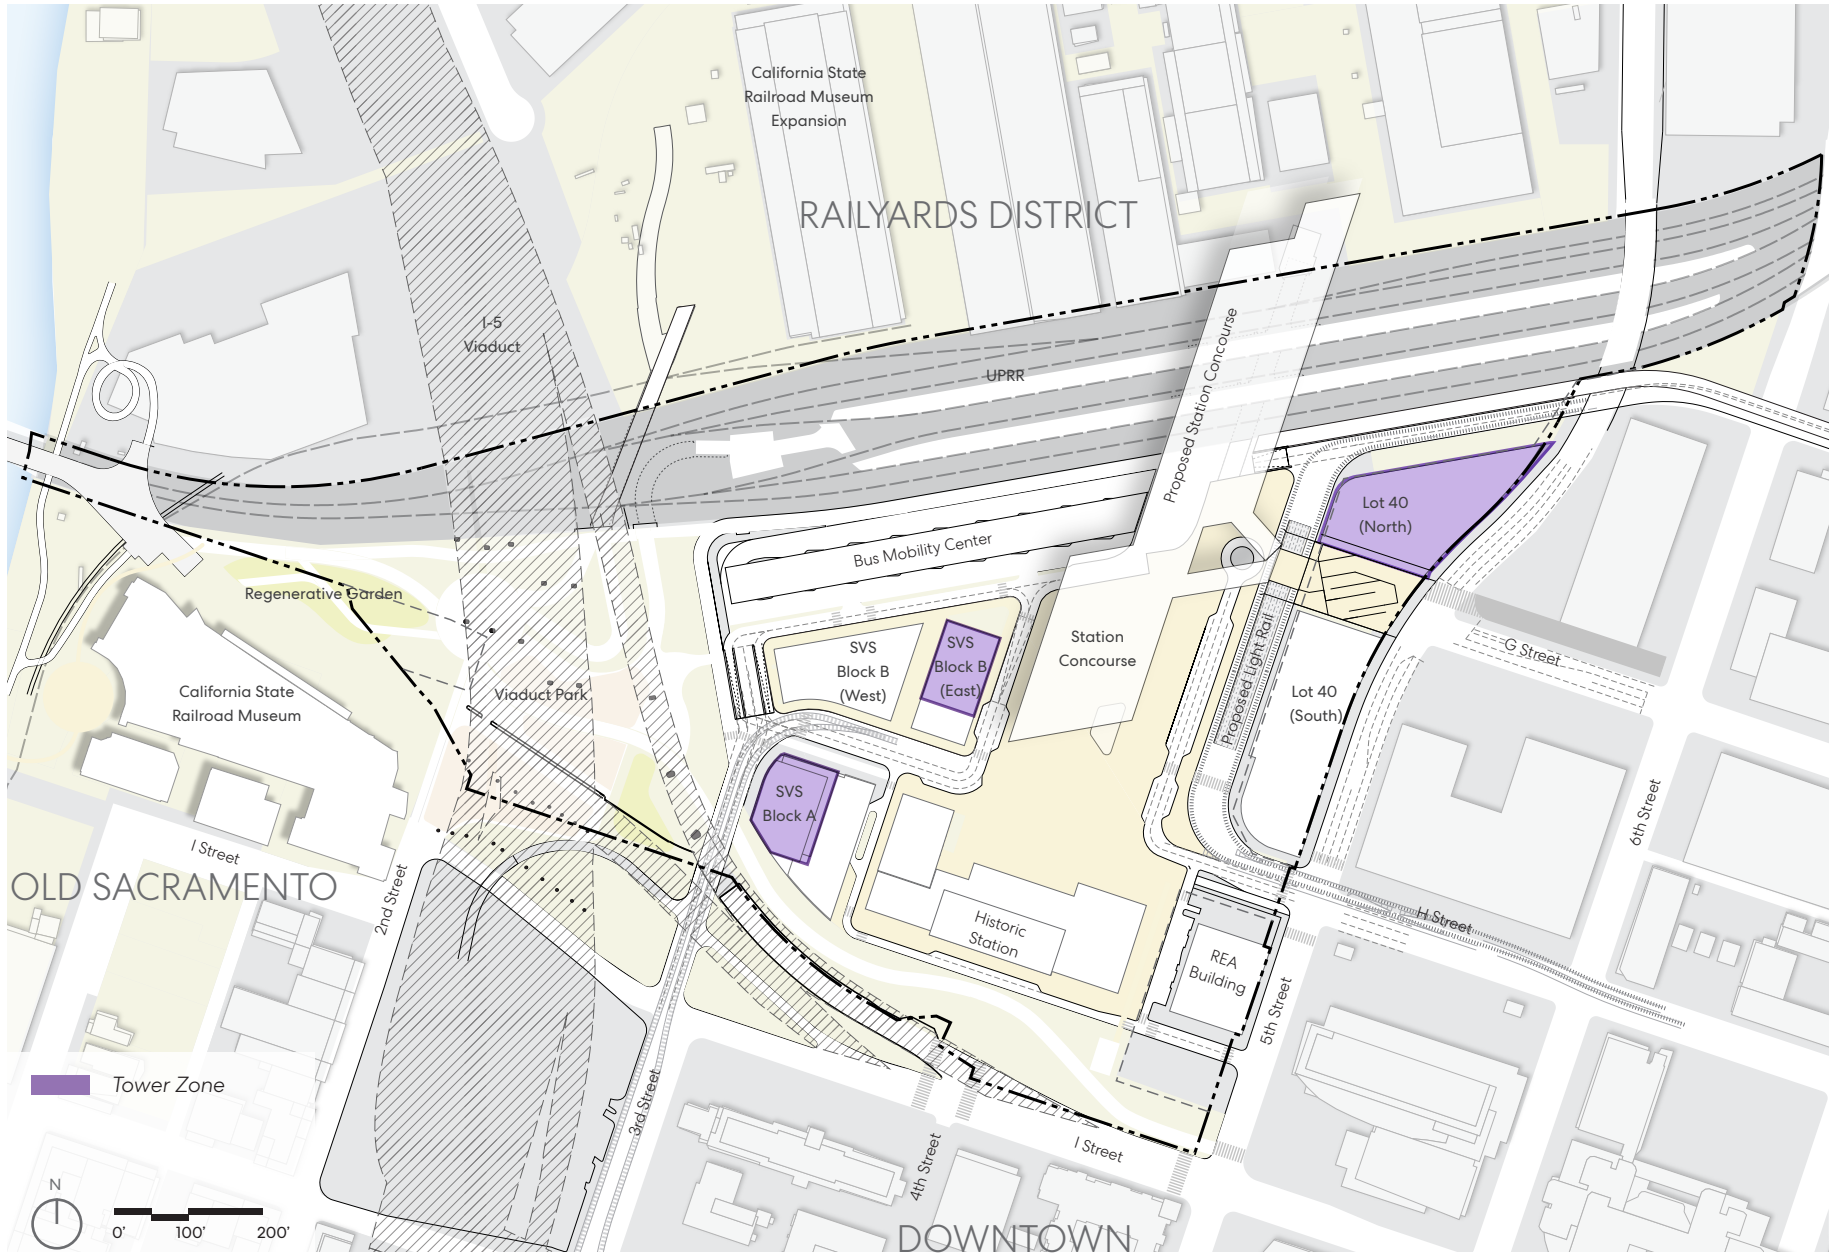 California State
Railroad Museum
Expansion
RAILYARDS DISTRICT
I-5
Viaduct
UPRR
Proposed Station Concourse
Lot 40
(North)
Bus Mobility Center
Regenerative Garden
Station
Concourse
SVS
Block B
(West)
SVS
Block B
(East)
Proposed Light Rail
G Street
Lot 40
(South)
California State
Railroad Museum
Viaduct Park
SVS
Block A
6th Street
I Street
OLD SACRAMENTO
2nd Street
Historic
Station
H Street
REA
Building
5th Street
Tower Zone
3rd Street
4th Street
I Street
DOWNTOWN
N
0'
100'
200'